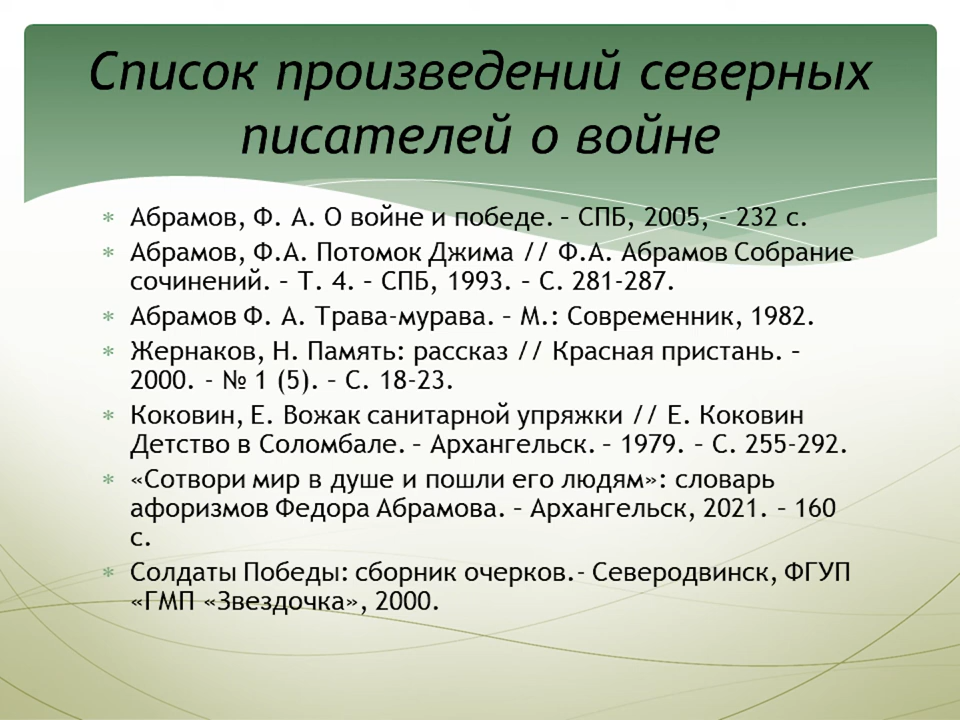 Список произведений северных
писателей о войне
Абрамов, Ф. А. О войне и победе. – СПБ, 2005, - 232 с.
Абрамов, Ф.А. Потомок Джима // Ф.А. Абрамов Собрание
сочинений. – Т. 4. – СПБ, 1993. – С. 281-287.
Абрамов Ф. А. Трава-мурава. – М.: Современник, 1982.
Жернаков, Н. Память: рассказ // Красная пристань. –
2000. - № 1 (5). – С. 18-23.
Коковин, Е. Вожак санитарной упряжки // Е. Коковин
Детство в Соломбале. – Архангельск. – 1979. – С. 255-292.
«Сотвори мир в душе и пошли его людям»: словарь
афоризмов Федора Абрамова. – Архангельск, 2021. – 160
с.
Солдаты Победы: сборник очерков.- Северодвинск, ФГУП
«ГМП «Звездочка», 2000.